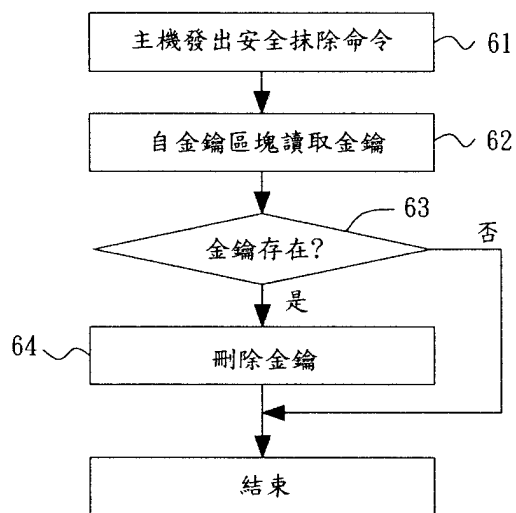 主機發出安全抹除命令
61
自金鑰區塊讀取金鑰
62
63
金鑰存在?
否
是
64
刪除金鑰
結束